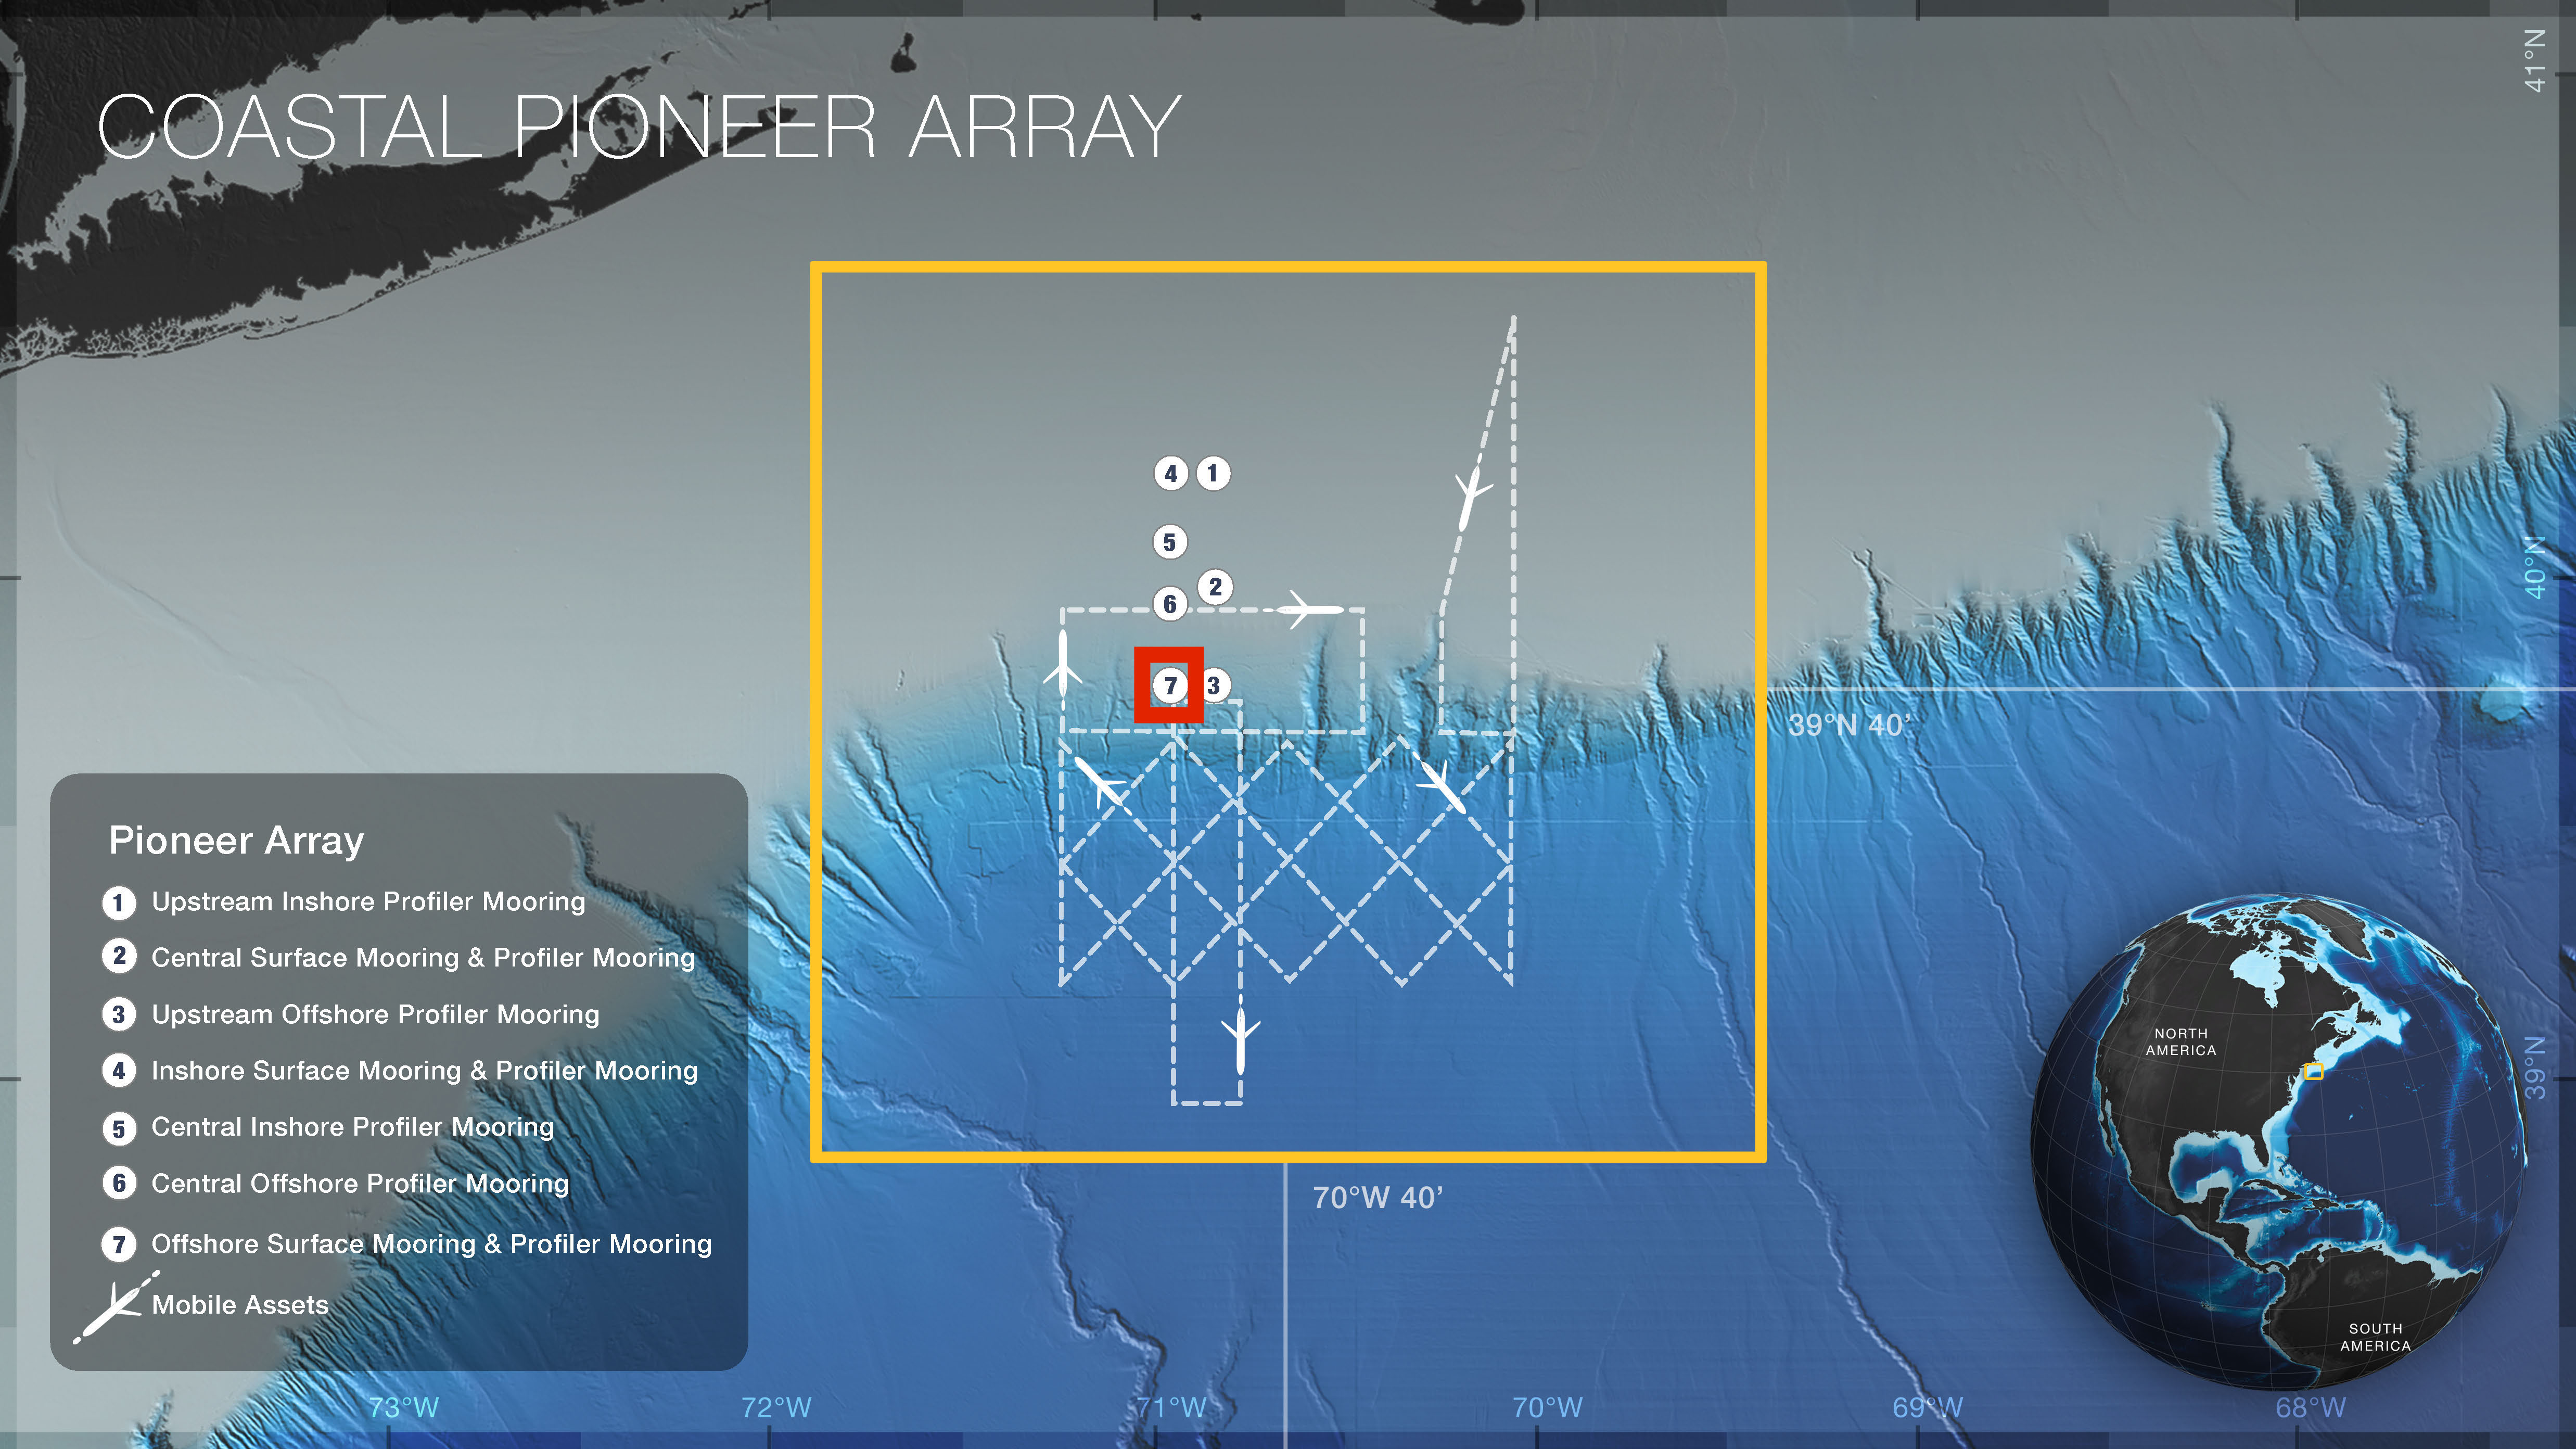 COASTAL PIONEER ARRAY
41°N
4 1
5
2
6
7 3
40°N
39°N 40'
Pioneer Array
1 Upstream Inshore Profiler Mooring
2 Central Surface Mooring & Profiler Mooring
3 Upstream Offshore Profiler Mooring
4 Inshore Surface Mooring & Profiler Mooring
5 Central Inshore Profiler Mooring
6 Central Offshore Profiler Mooring
7 Offshore Surface Mooring & Profiler Mooring
Mobile Assets
70°W 40'
NORTH
AMERICA
39°N
SOUTH
AMERICA
73°W 72°W 71°W 70°W 69°W 68°W